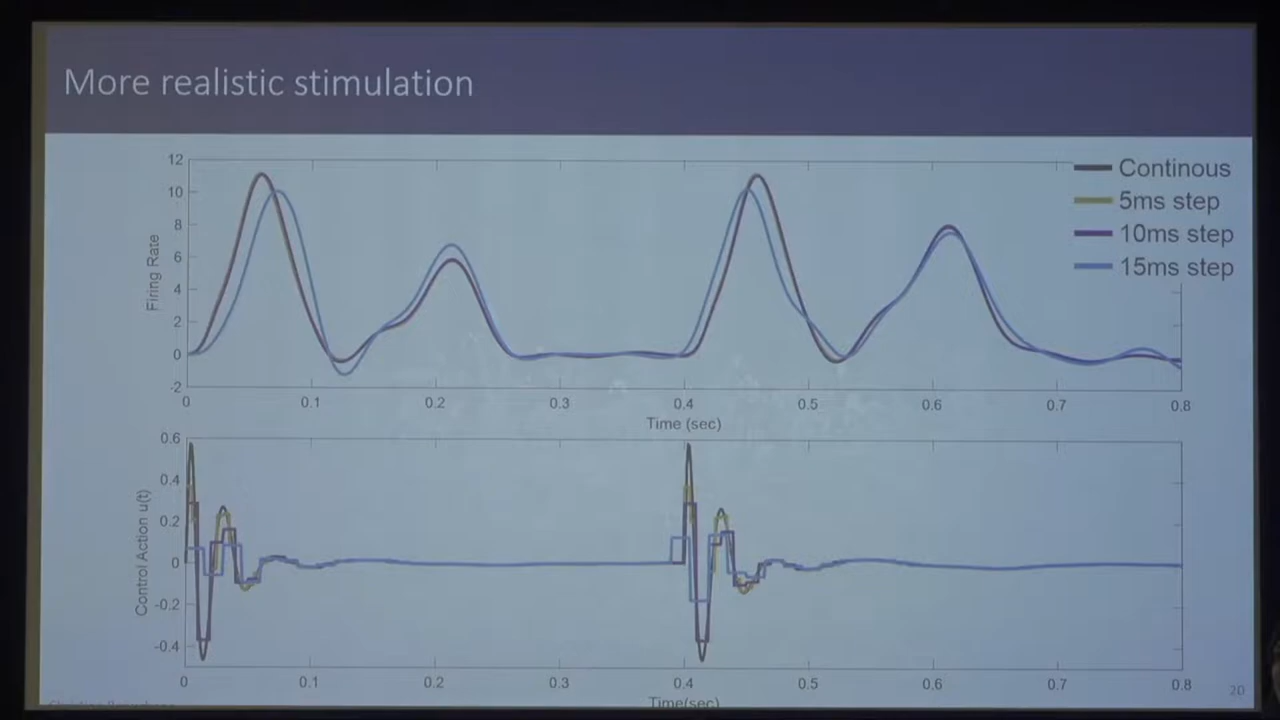 More realistic stimulation
12
10
8
6
4
2
0
-2
Firing Rate
0 0.1 0.2 0.3 0.4 0.5 0.6 0.7 0.8
Time (sec)
Continous
5ms step
10ms step
15ms step
0.6
0.4
0.2
0
-0.2
-0.4
Control Action u(t)
0 0.1 0.2 0.3 0.4 0.5 0.6 0.7 0.8
Time(sec)
20